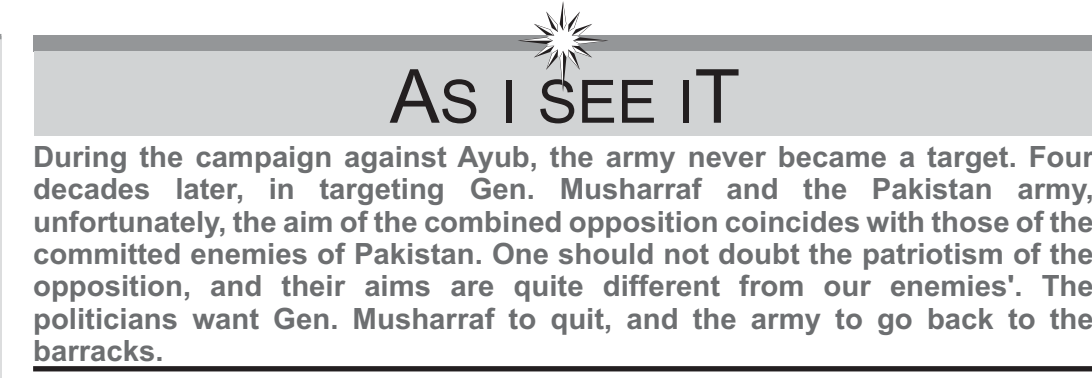 AS I SEE IT
During the campaign against Ayub, the army never became a target. Four
decades later, in targeting Gen. Musharraf and the Pakistan army,
unfortunately, the aim of the combined opposition coincides with those of the
committed enemies of Pakistan. One should not doubt the patriotism of the
opposition, and their aims are quite different from our enemies'. The
politicians want Gen. Musharraf to quit, and the army to go back to the
barracks.